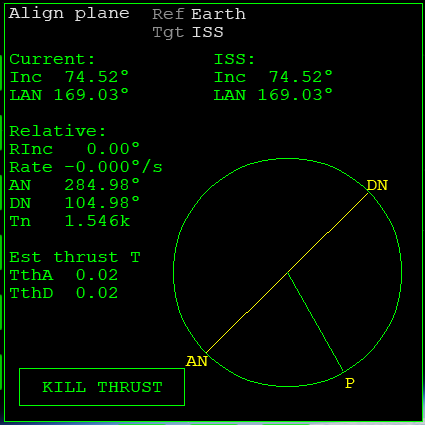 Align plane Ref Earth
Tgt ISS
Current: ISS:
Inc 74.52° Inc 74.52°
LAN 169.03° LAN 169.03°
Relative:
RInc 0.00°
Rate -0.000°/s
AN 284.98°
DN 104.98°
Tn 1.546k
DN
Est thrust T
TthA 0.02
TthD 0.02
AN
P
KILL THRUST